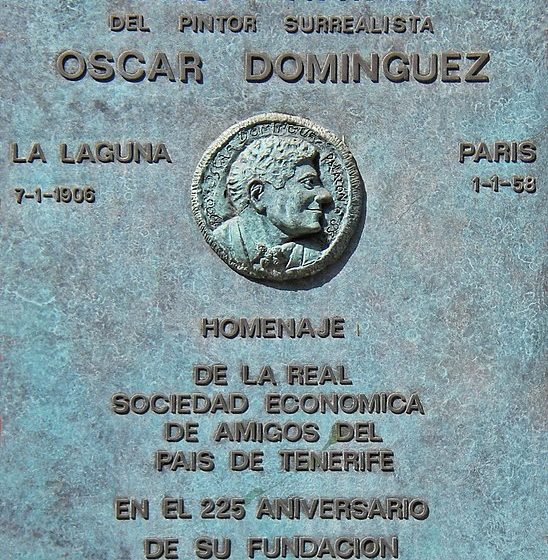 DEL PINTOR SURREALISTA
OSCAR DOMINGUEZ
LA LAGUNA
7-1-1906
PARIS
1-1-58
HOMENAJE
DE LA REAL
SOCIEDAD ECONOMICA
DE AMIGOS DEL
PAIS DE TENERIFE
EN EL 225 ANIVERSARIO
DE SU FUNDACION